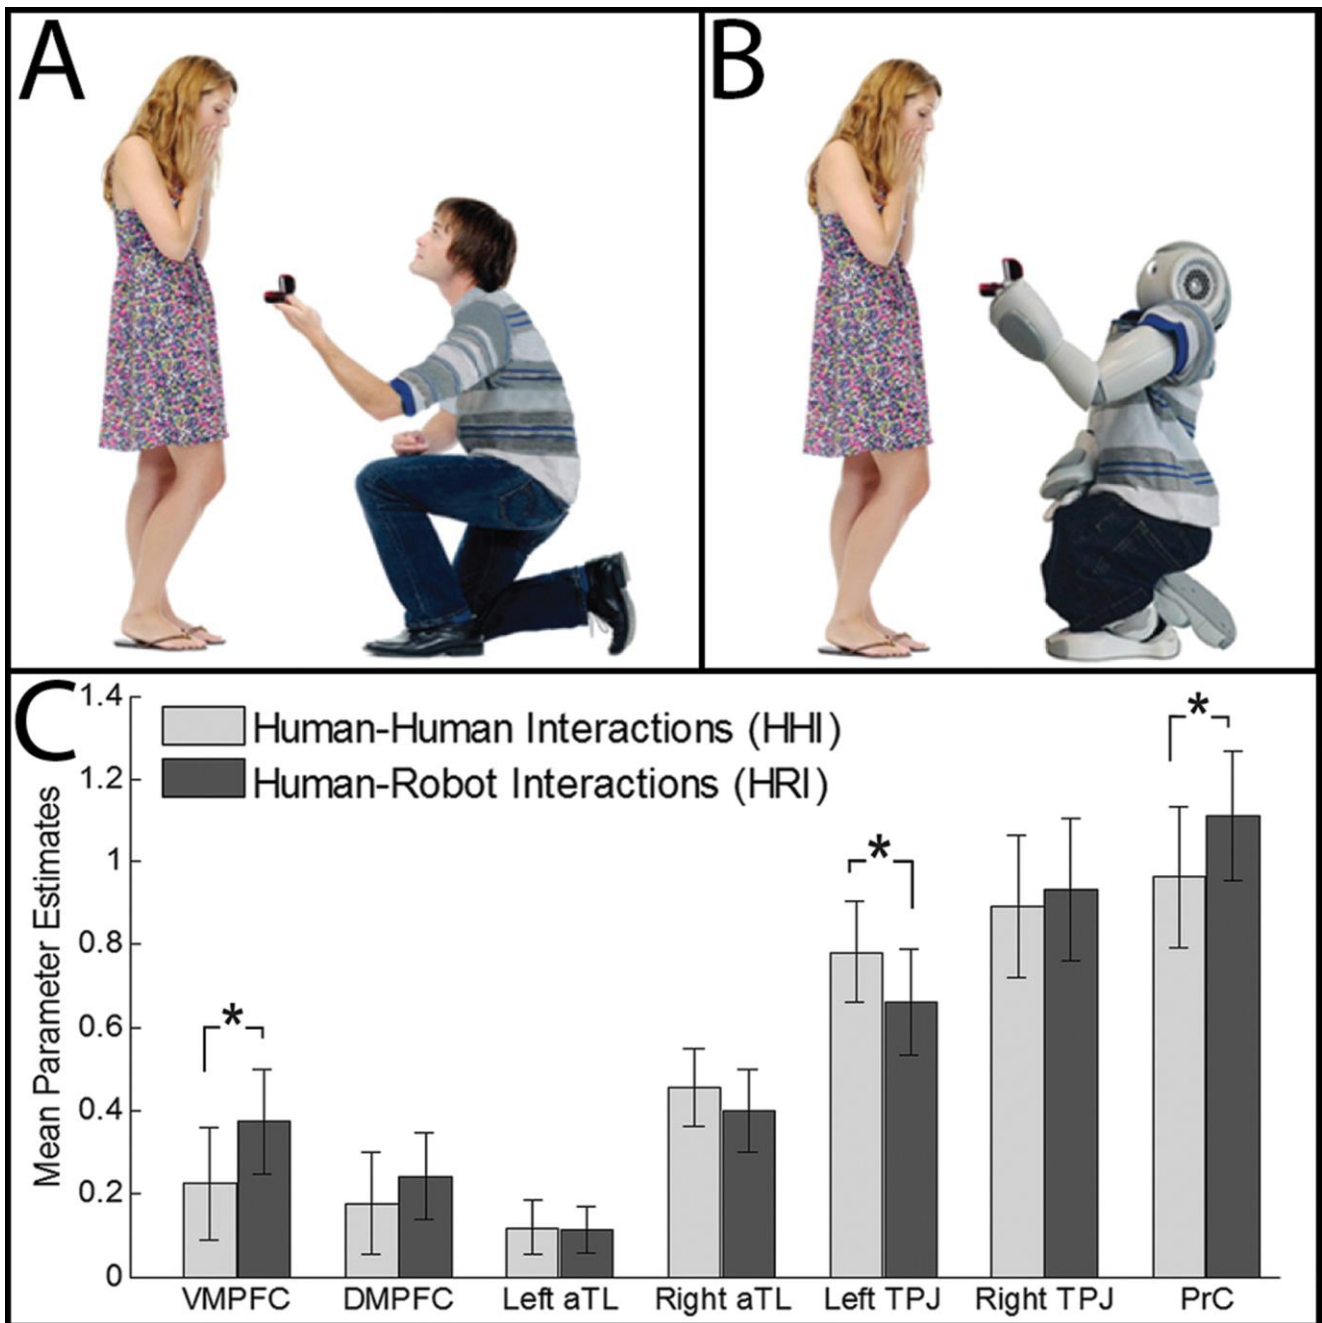 A
B
C
1.4
1.2
1
0.8
0.6
0.4
0.2
0
Mean Parameter Estimates
Human-Human Interactions (HHI)
Human-Robot Interactions (HRI)
*
*
*
VMPFC DMPFC Left aTL Right aTL Left TPJ Right TPJ PrC